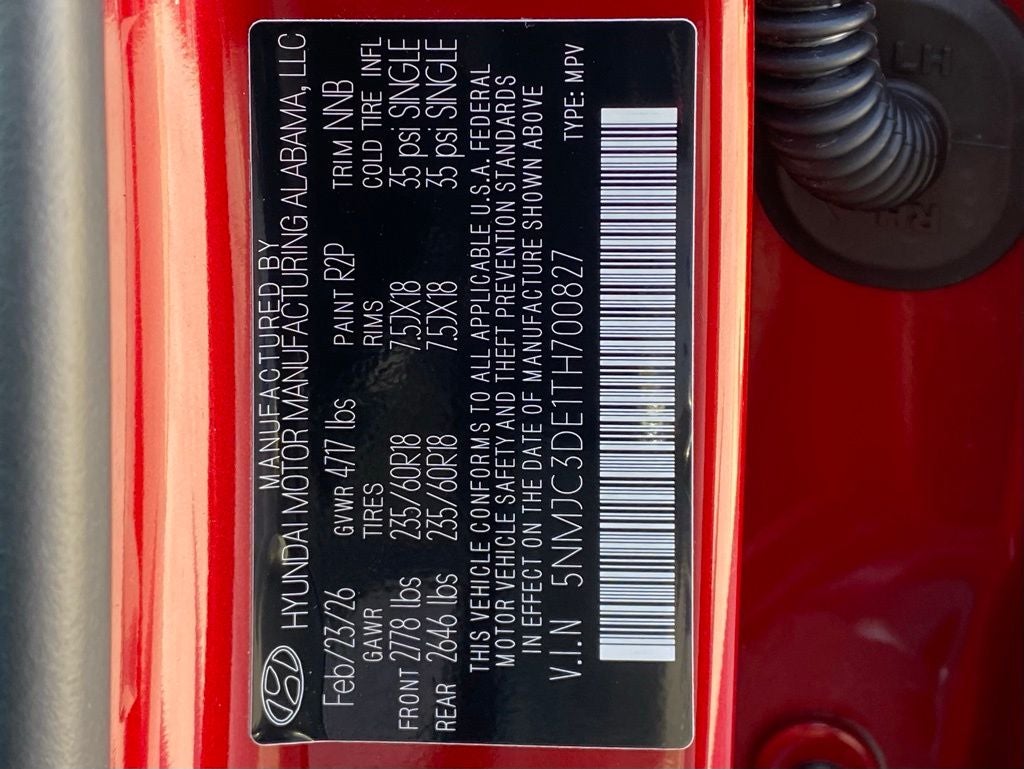 MANUFACTURED BY
HYUNDAI MOTOR MANUFACTURING ALABAMA, LLC
Feb/23/26 GVWR 4717 lbs PAINT R2P TRIM NNB
GAWR TIRES RIMS COLD TIRE INFL
FRONT 2778 lbs 235/60R18 7.5JX18 35 psi SINGLE
REAR 2646 lbs 235/60R18 7.5JX18 35 psi SINGLE
THIS VEHICLE CONFORMS TO ALL APPLICABLE U.S.A. FEDERAL
MOTOR VEHICLE SAFETY AND THEFT PREVENTION STANDARDS
IN EFFECT ON THE DATE OF MANUFACTURE SHOWN ABOVE
V.I.N 5NMJC3DE1TH700827 TYPE: MPV
LH
RH